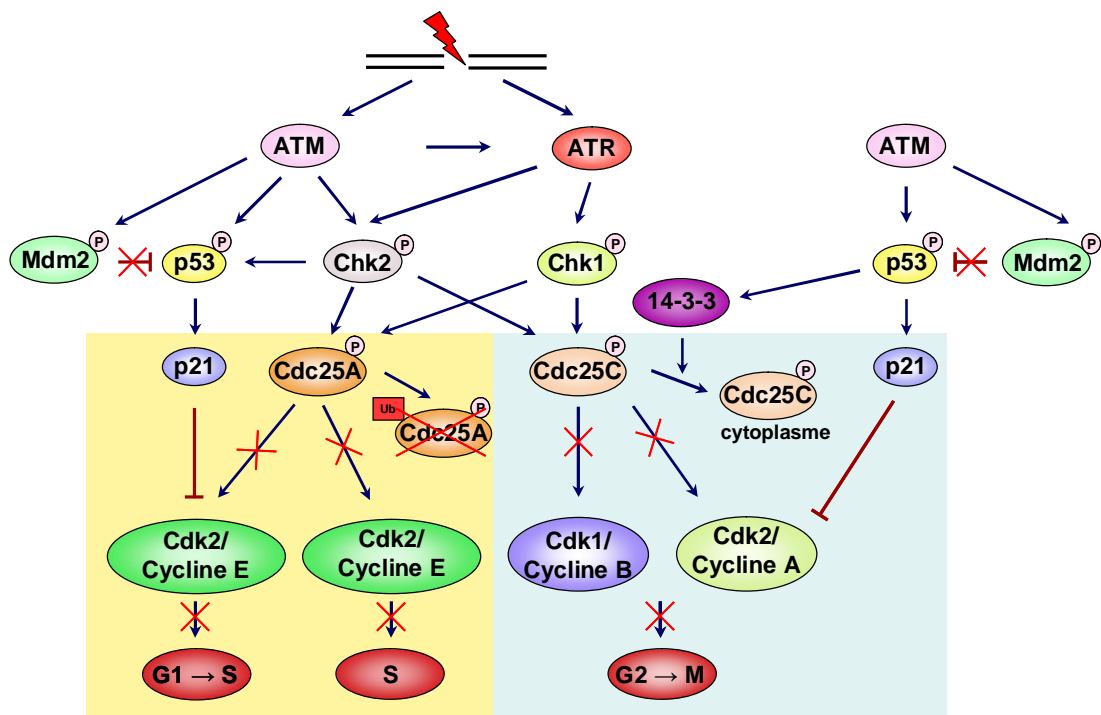 ATM
ATR
ATM
Mdm2
P
p53
P
Chk2
P
Chk1
P
p53
P
Mdm2
P
14-3-3
p21
Cdc25A
P
Cdc25C
P
p21
Ub
Cdc25A
P
Cdc25C
P
cytoplasme
Cdk2/
Cycline E
Cdk2/
Cycline E
Cdk1/
Cycline B
Cdk2/
Cycline A
G1 → S
S
G2 → M